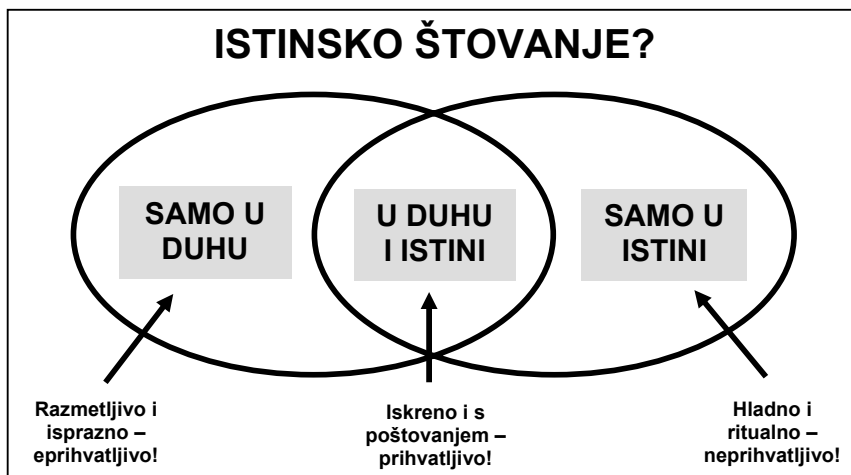 ISTINSKO ŠTOVANJE?
SAMO U
DUHU
U DUHU
I ISTINI
SAMO U
ISTINI
Razmetljivo i
isprazno –
eprihvatljivo!
Iskreno i s
poštovanjem –
prihvatljivo!
Hladno i
ritualno –
neprihvatljivo!